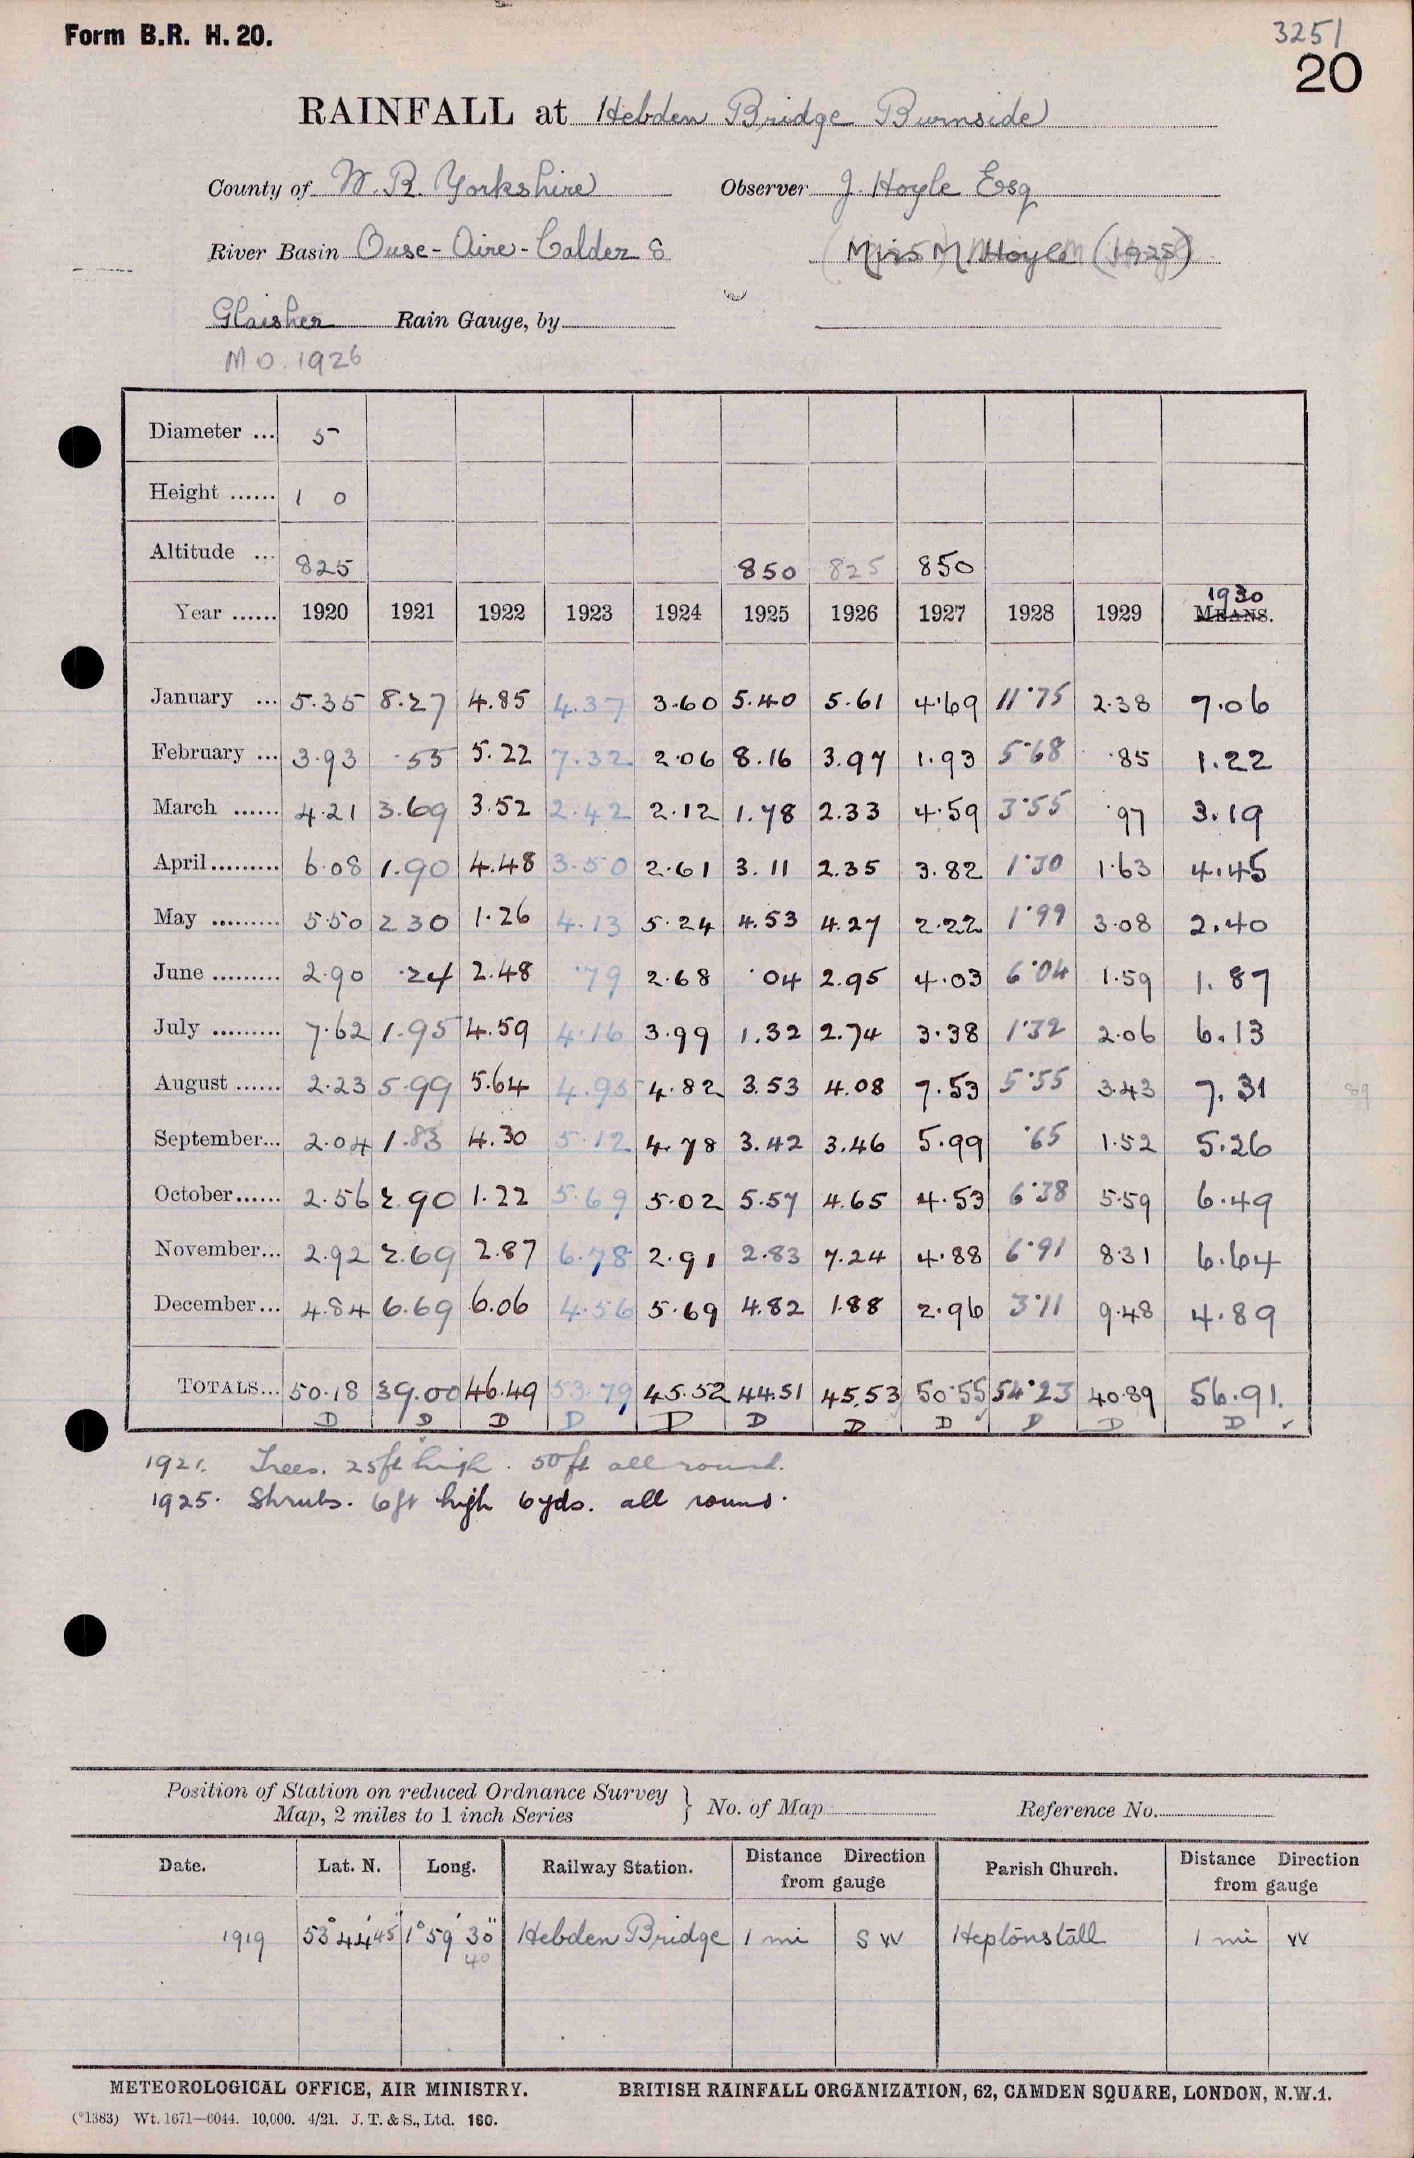 Form B.R. H. 20.
3251
20
RAINFALL at Hebden Bridge Burnside
County of W. R. Yorkshire Observer J. Hoyle Esq
River Basin Ouse - Aire - Calder 8 Miss M Hoyle (1925)
Glaisher Rain Gauge, by
M O. 1926
Diameter ... 5
Height ...... 1 0
Altitude ... 825 850 825 850
Year ...... 1920 1921 1922 1923 1924 1925 1926 1927 1928 1929 1930 MEANS.
January ... 5.35 8.27 4.85 4.37 3.60 5.40 5.61 4.69 11.75 2.38 7.06
February ... 3.93 .55 5.22 7.32 2.06 8.16 3.97 1.93 5.68 .85 1.22
March ...... 4.21 3.69 3.52 2.42 2.12 1.78 2.33 4.59 3.55 .97 3.19
April ......... 6.08 1.90 4.48 3.50 2.61 3.11 2.35 3.82 1.30 1.63 4.45
May ......... 5.50 2 30 1.26 4.13 5.24 4.53 4.27 2.22 1.99 3.08 2.40
June ......... 2.90 .24 2.48 .79 2.68 .04 2.95 4.03 6.04 1.59 1.87
July ......... 7.62 1.95 4.59 4.16 3.99 1.32 2.74 3.38 1.32 2.06 6.13
August ...... 2.23 5.99 5.64 4.95 4.82 3.53 4.08 7.53 5.55 3.43 7.31
89
September... 2.04 1.83 4.30 5.12 4.78 3.42 3.46 5.99 .65 1.52 5.26
October...... 2.56 2.90 1.22 5.69 5.02 5.57 4.65 4.53 6.38 5.59 6.49
November... 2.92 2.69 2.87 6.78 2.91 2.83 7.24 4.88 6.91 8.31 6.64
December... 4.84 6.69 6.06 4.56 5.69 4.82 1.88 2.96 3.11 9.48 4.89
TOTALS... 50.18 39.00 46.49 53.79 45.52 44.51 45.53 50.55 54.23 40.89 56.91.
D D D D D D D D D D D
1921. Trees. 25ft high. 50ft all round.
1925. Shrubs. 6ft high 6yds. all round.
Position of Station on reduced Ordnance Survey
Map, 2 miles to 1 inch Series } No. of Map Reference No.
Date. Lat. N. Long. Railway Station. Distance Direction from gauge Parish Church. Distance Direction from gauge
1919 53° 44' 45" 1° 59' 30" Hebden Bridge 1 mi S W Heptonstall 1 mi W
40
METEOROLOGICAL OFFICE, AIR MINISTRY. BRITISH RAINFALL ORGANIZATION, 62, CAMDEN SQUARE, LONDON, N.W.1.
(*1383) Wt. 1671—6044. 10,000. 4/21. J. T. & S., Ltd. 160.